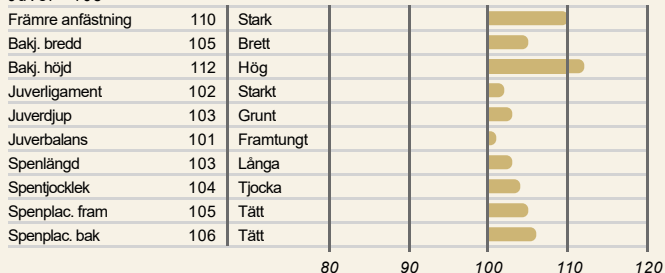 Främre anfästning 110 Stark
Bakj. bredd 105 Brett
Bakj. höjd 112 Hög
Juverligament 102 Starkt
Juverdjup 103 Grunt
Juverbalans 101 Framtungt
Spenlängd 103 Långa
Spentjocklek 104 Tjocka
Spenplac. fram 105 Tätt
Spenplac. bak 106 Tätt
80 90 100 110 120